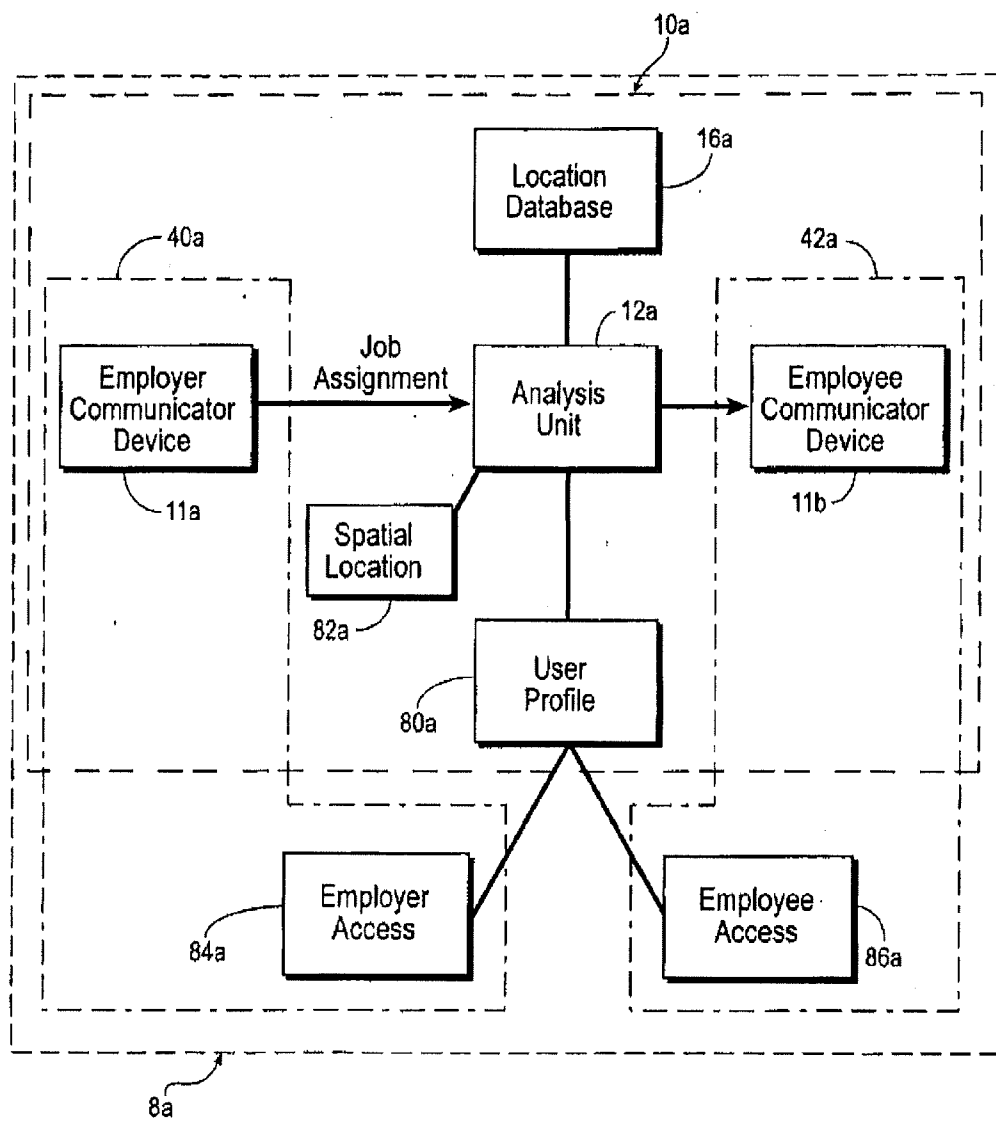 10a
Location
Database
16a
40a
42a
12a
Employer
Communicator
Device
11a
Job
Assignment
Analysis
Unit
Employee
Communicator
Device
11b
Spatial
Location
82a
User
Profile
80a
Employer
Access
84a
Employee
Access
86a
8a